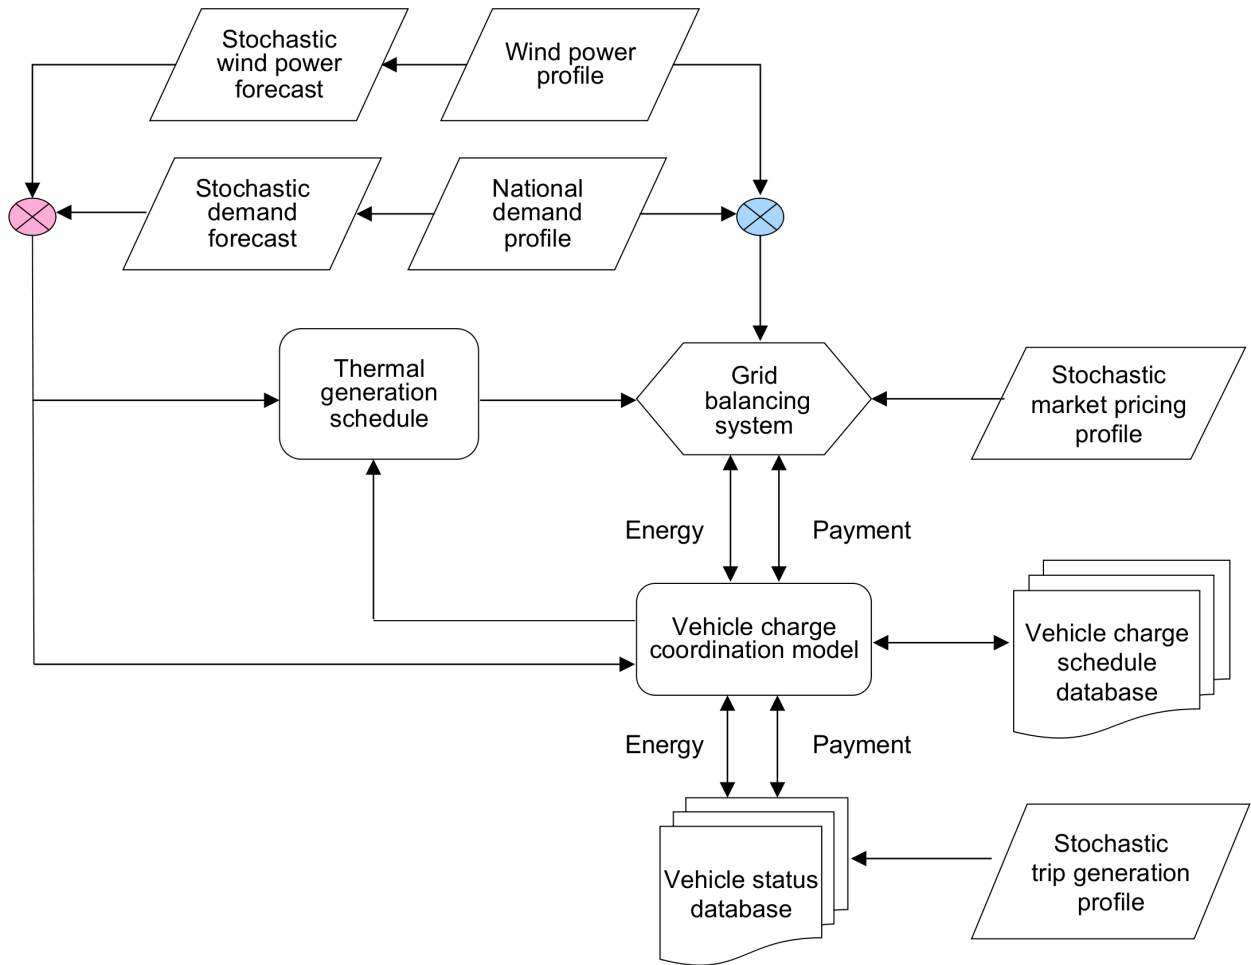 Stochastic
wind power
forecast
Wind power
profile
Stochastic
demand
forecast
National
demand
profile
Thermal
generation
schedule
Grid
balancing
system
Stochastic
market pricing
profile
Energy
Payment
Vehicle charge
coordination model
Vehicle charge
schedule
database
Energy
Payment
Vehicle status
database
Stochastic
trip generation
profile